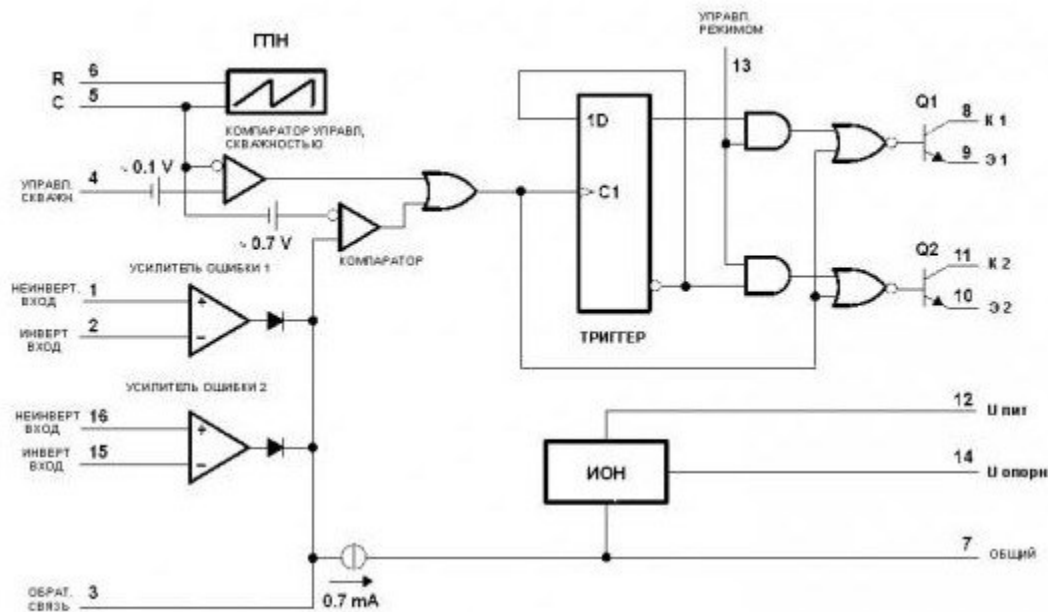 УПРАВЛ.
РЕЖИМОМ
13
ГПН
R 6
C 5
КОМПАРАТОР УПРАВЛ,
СКВАЖНОСТЬЮ
~ 0.1 V
УПРАВЛ.
СКВАЖН
4
~ 0.7 V
КОМПАРАТОР
1D
C1
ТРИГГЕР
Q1
8 К 1
9 Э 1
Q2
11 К 2
10 Э 2
УСИЛИТЕЛЬ ОШИБКИ 1
НЕИНВЕРТ.
ВХОД
1
+
ИНВЕРТ
ВХОД
2
−
УСИЛИТЕЛЬ ОШИБКИ 2
НЕИНВЕРТ
ВХОД
16
+
ИНВЕРТ
ВХОД
15
−
12 U пит
ИОН
14 U опорн
7 ОБЩИЙ
0.7 mA
ОБРАТ.
СВЯЗЬ
3